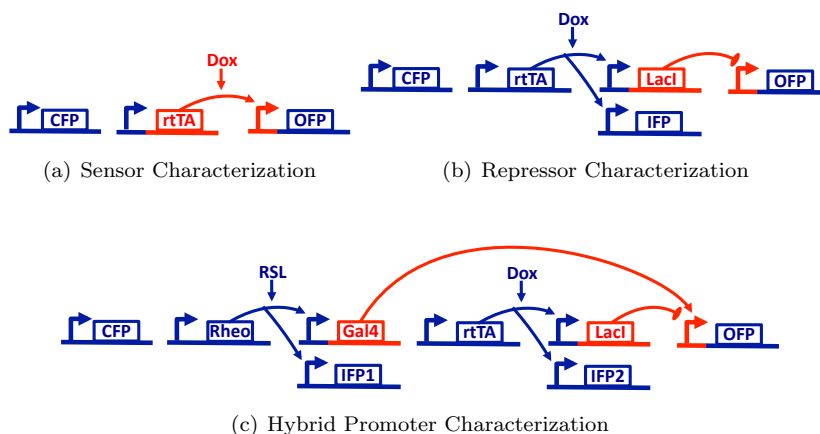 Dox
CFP rtTA OFP
(a) Sensor Characterization
Dox
CFP rtTA LacI OFP
IFP
(b) Repressor Characterization
RSL Dox
CFP Rheo Gal4 rtTA LacI OFP
IFP1 IFP2
(c) Hybrid Promoter Characterization